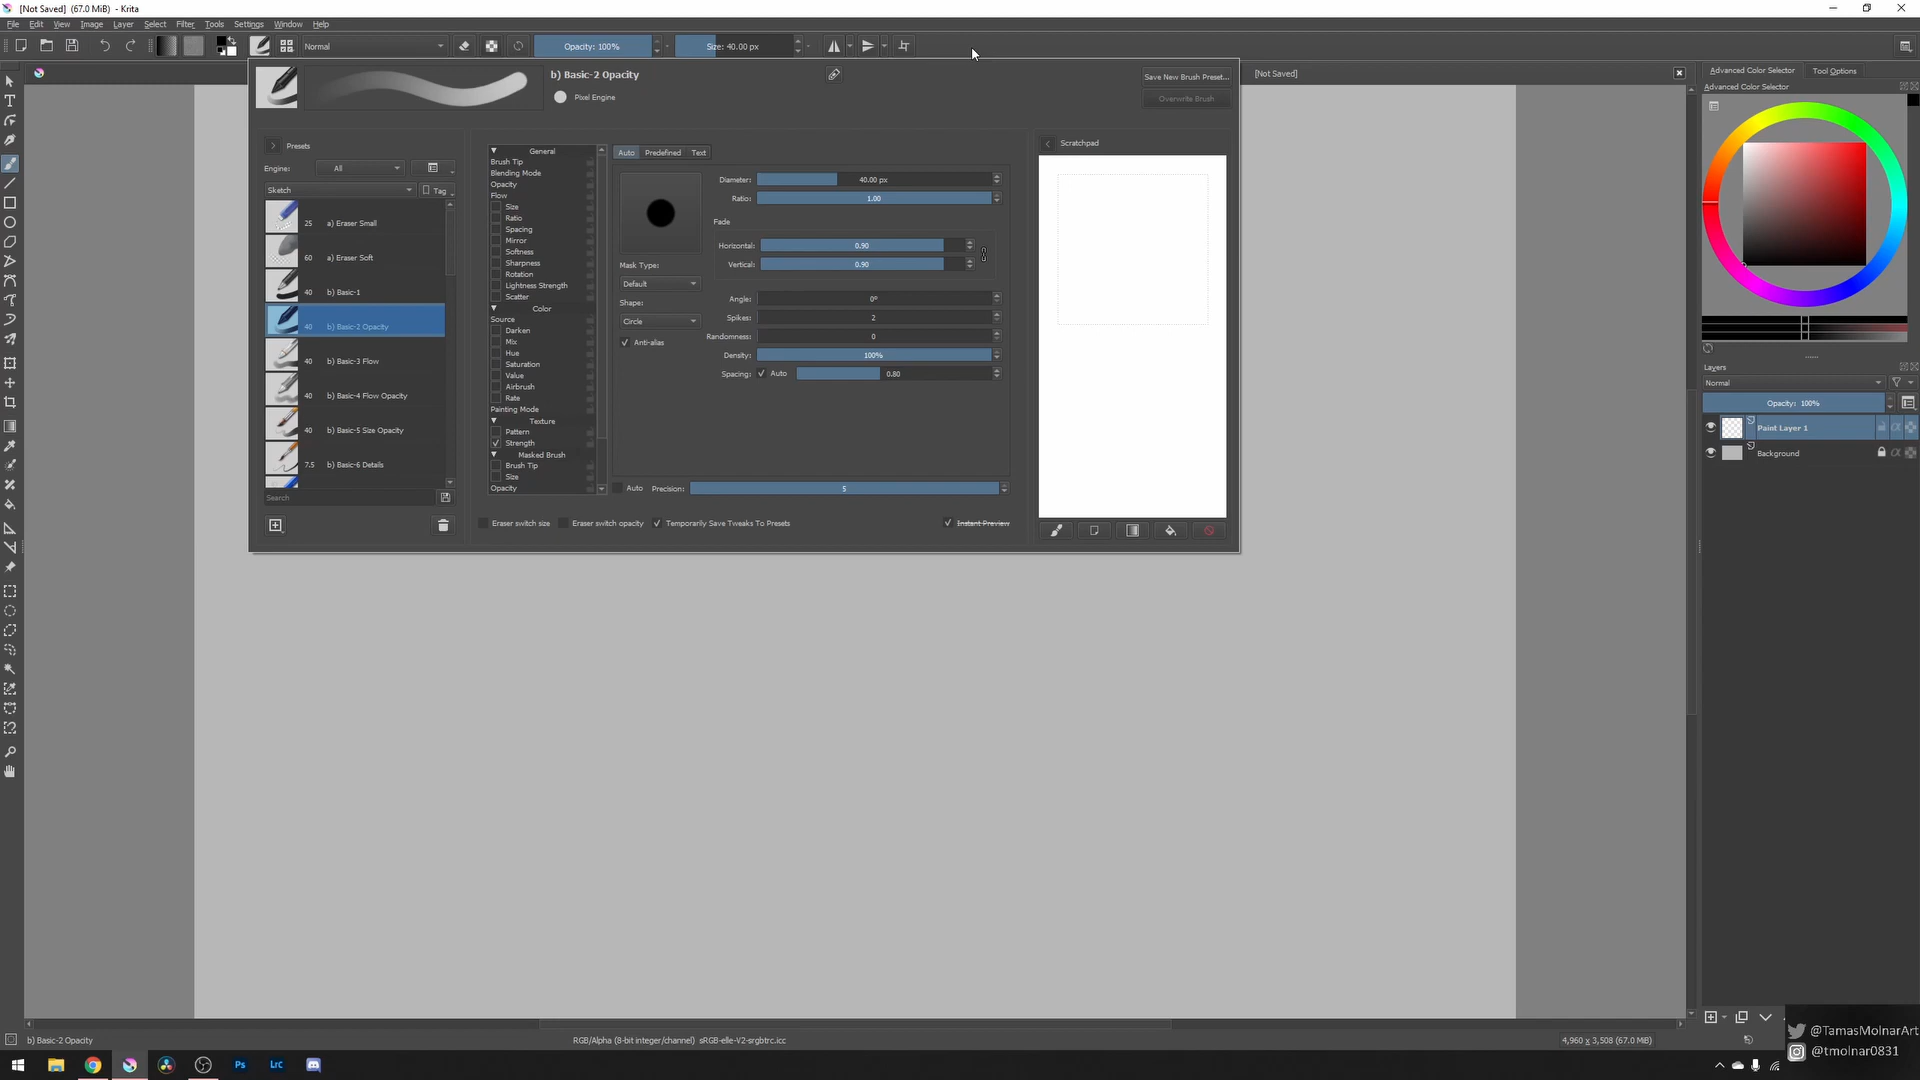 [Not Saved] (67.0 MiB) - Krita
File Edit View Image Layer Select Filter Tools Settings Window Help
Normal
Opacity: 100%
Size: 40.00 px
b) Basic-2 Opacity
Pixel Engine
Save New Brush Preset...
Overwrite Brush
[Not Saved]
Advanced Color Selector
Tool Options
Advanced Color Selector
Presets
Engine:
All
Sketch
Tag
25 a) Eraser Small
60 a) Eraser Soft
40 b) Basic-1
40 b) Basic-2 Opacity
40 b) Basic-3 Flow
40 b) Basic-4 Flow Opacity
40 b) Basic-5 Size Opacity
7.5 b) Basic-6 Details
Search
General
Brush Tip
Blending Mode
Opacity
Flow
Size
Ratio
Spacing
Mirror
Softness
Sharpness
Rotation
Lightness Strength
Scatter
Color
Source
Darken
Mix
Hue
Saturation
Value
Airbrush
Rate
Painting Mode
Texture
Pattern
Strength
Masked Brush
Brush Tip
Size
Opacity
Auto Predefined Text
Diameter: 40.00 px
Ratio: 1.00
Fade
Horizontal: 0.90
Vertical: 0.90
Mask Type:
Default
Shape:
Circle
Anti-alias
Angle: 0º
Spikes: 2
Randomness: 0
Density: 100%
Spacing: Auto 0.80
Auto Precision: 5
Eraser switch size
Eraser switch opacity
Temporarily Save Tweaks To Presets
Instant Preview
Scratchpad
Layers
Normal
Opacity: 100%
Paint Layer 1
Background
b) Basic-2 Opacity
RGB/Alpha (8-bit integer/channel) sRGB-elle-V2-srgbtrc.icc
4,960 x 3,508 (67.0 MiB)
@TamasMolnarArt
@tmolnar0831
Ps
LrC